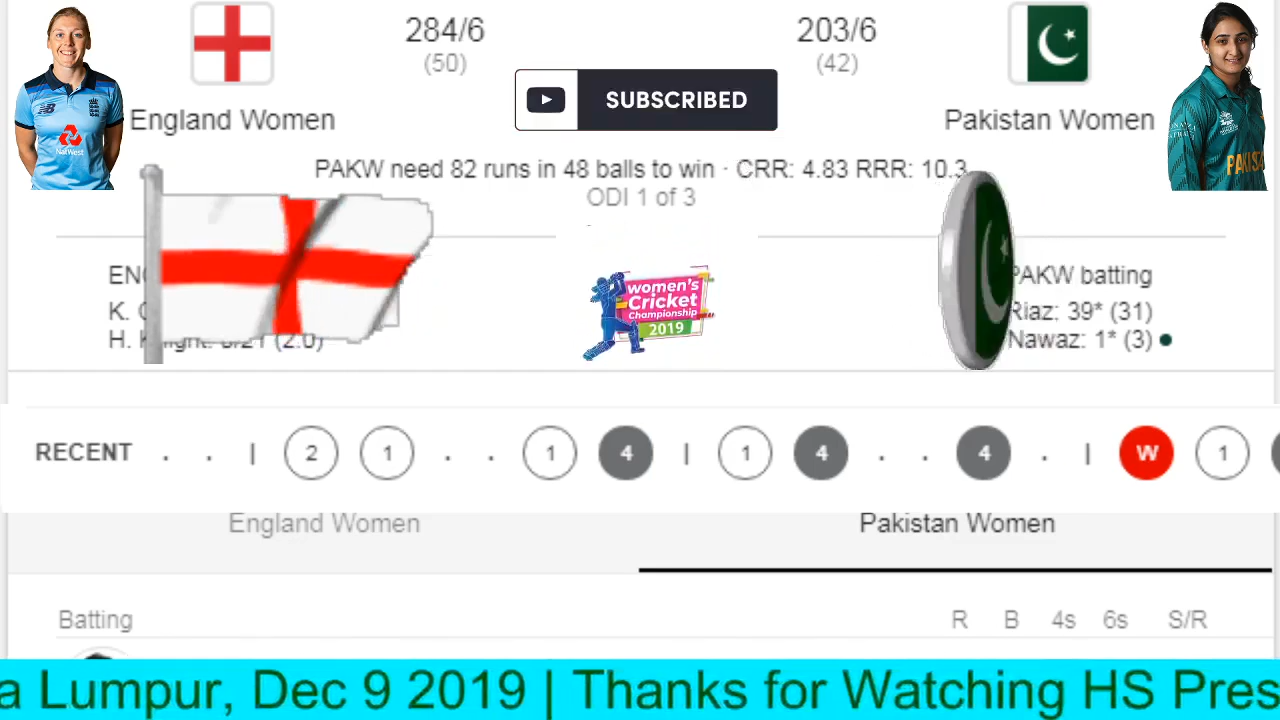 284/6
(50)
203/6
(42)
SUBSCRIBED
England Women
Pakistan Women
NatWest
PAKW need 82 runs in 48 balls to win · CRR: 4.83 RRR: 10.3
ODI 1 of 3
PAKW batting
K.
Riaz: 39* (31)
H.
(2.0)
Nawaz: 1* (3)
women's
Cricket
Championship
2019
RECENT . . | 2 1 . . 1 4 | 1 4 . . 4 . | W 1
England Women
Pakistan Women
Batting R B 4s 6s S/R
a Lumpur, Dec 9 2019 | Thanks for Watching HS Pres